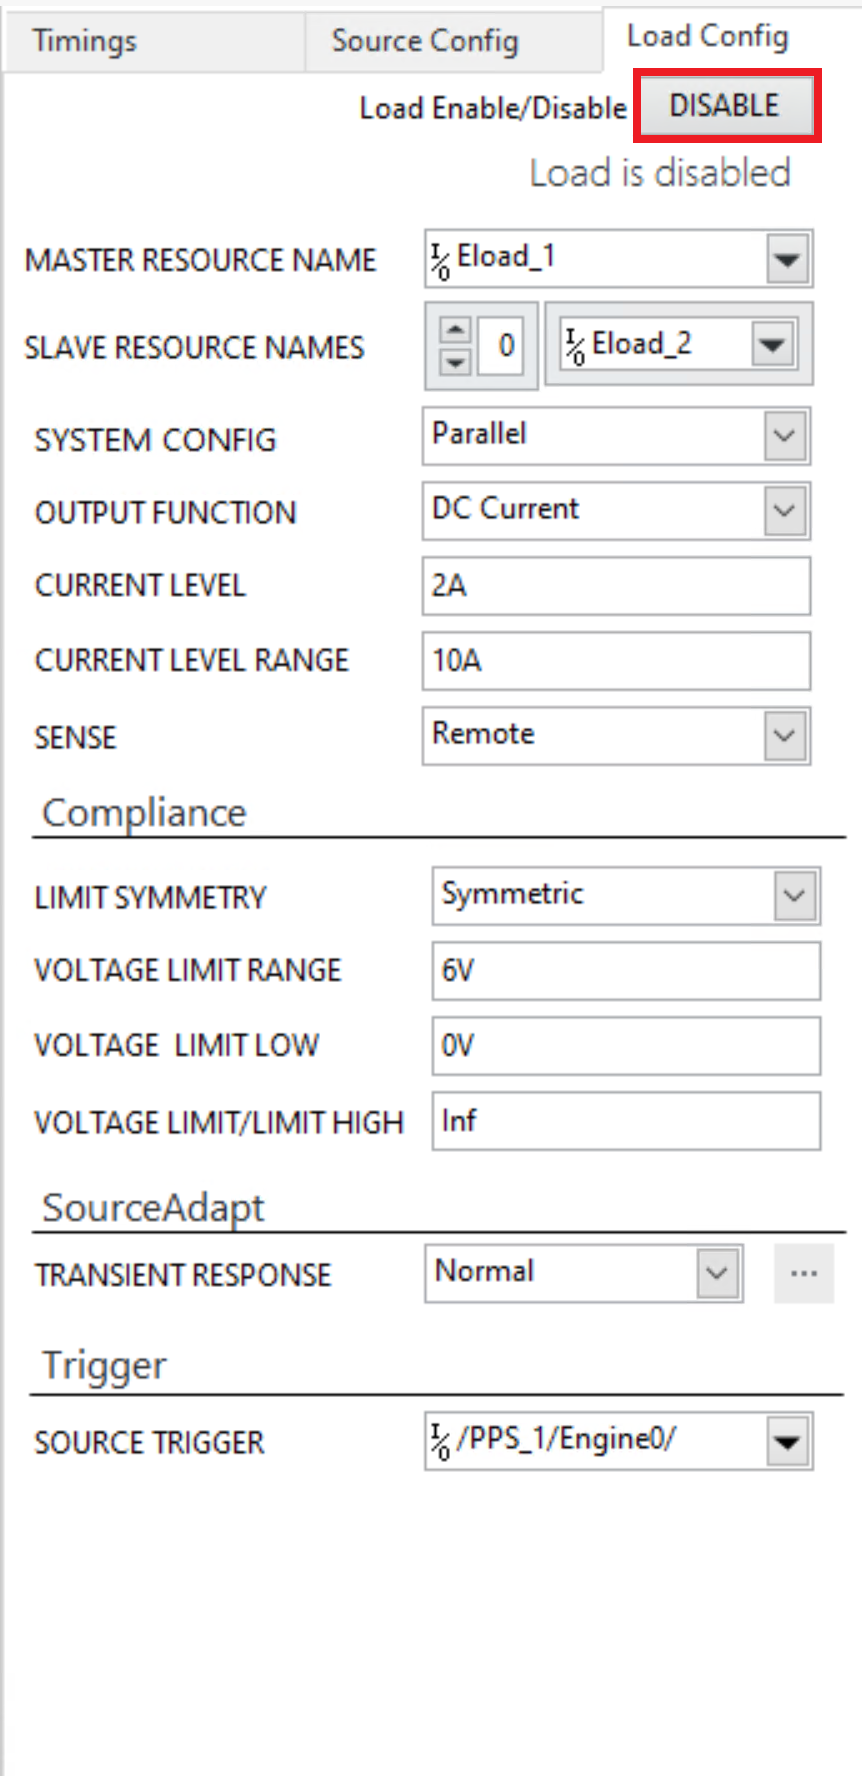 Timings Source Config Load Config
Load Enable/Disable DISABLE
Load is disabled
MASTER RESOURCE NAME I/O Eload_1
SLAVE RESOURCE NAMES 0 I/O Eload_2
SYSTEM CONFIG Parallel
OUTPUT FUNCTION DC Current
CURRENT LEVEL 2A
CURRENT LEVEL RANGE 10A
SENSE Remote
Compliance
LIMIT SYMMETRY Symmetric
VOLTAGE LIMIT RANGE 6V
VOLTAGE LIMIT LOW 0V
VOLTAGE LIMIT/LIMIT HIGH Inf
SourceAdapt
TRANSIENT RESPONSE Normal ...
Trigger
SOURCE TRIGGER I/O /PPS_1/Engine0/